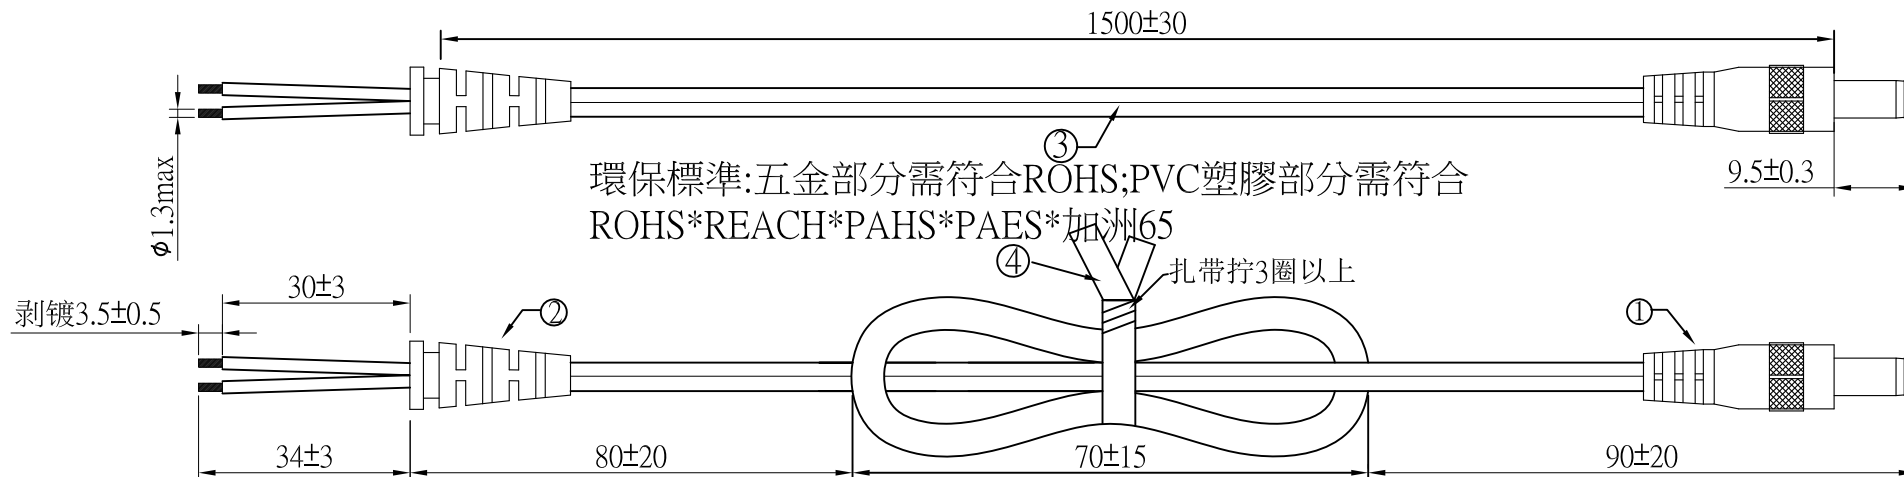 1500±30
③
環保標準:五金部分需符合ROHS;PVC塑膠部分需符合
ROHS*REACH*PAHS*PAES*加洲65
9.5±0.3
ϕ1.3max
④
扎带拧3圈以上
30±3
剥镀3.5±0.5
②
①
34±3
80±20
70±15
90±20